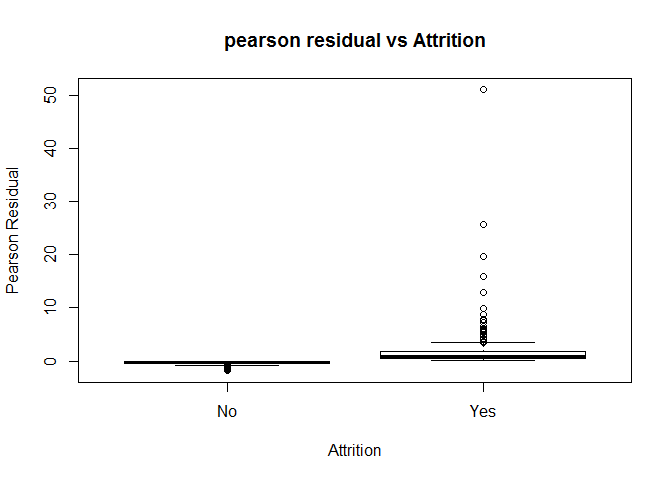 pearson residual vs Attrition
50
40
30
20
10
0
Pearson Residual
No Yes
Attrition